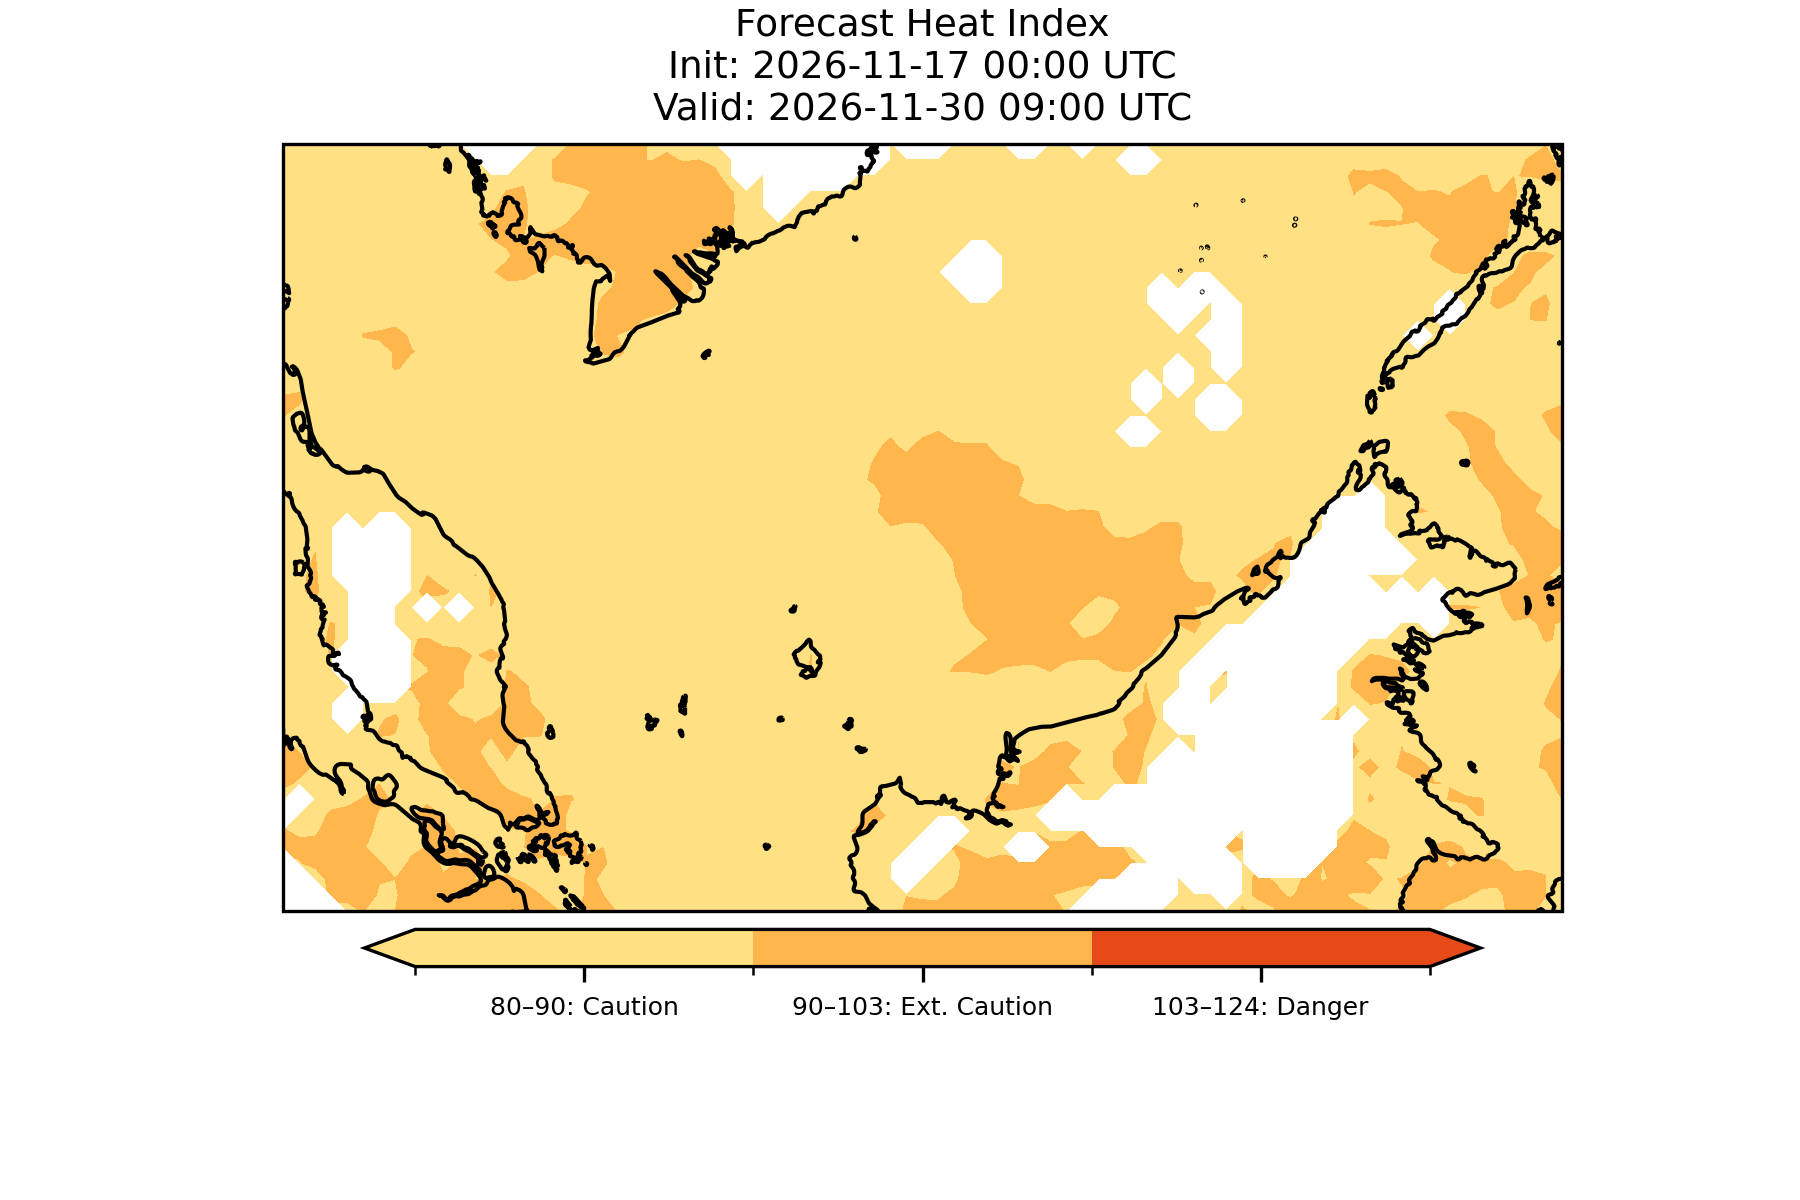 Forecast Heat Index
Init: 2026-11-17 00:00 UTC
Valid: 2026-11-30 09:00 UTC
80–90: Caution
90–103: Ext. Caution
103–124: Danger